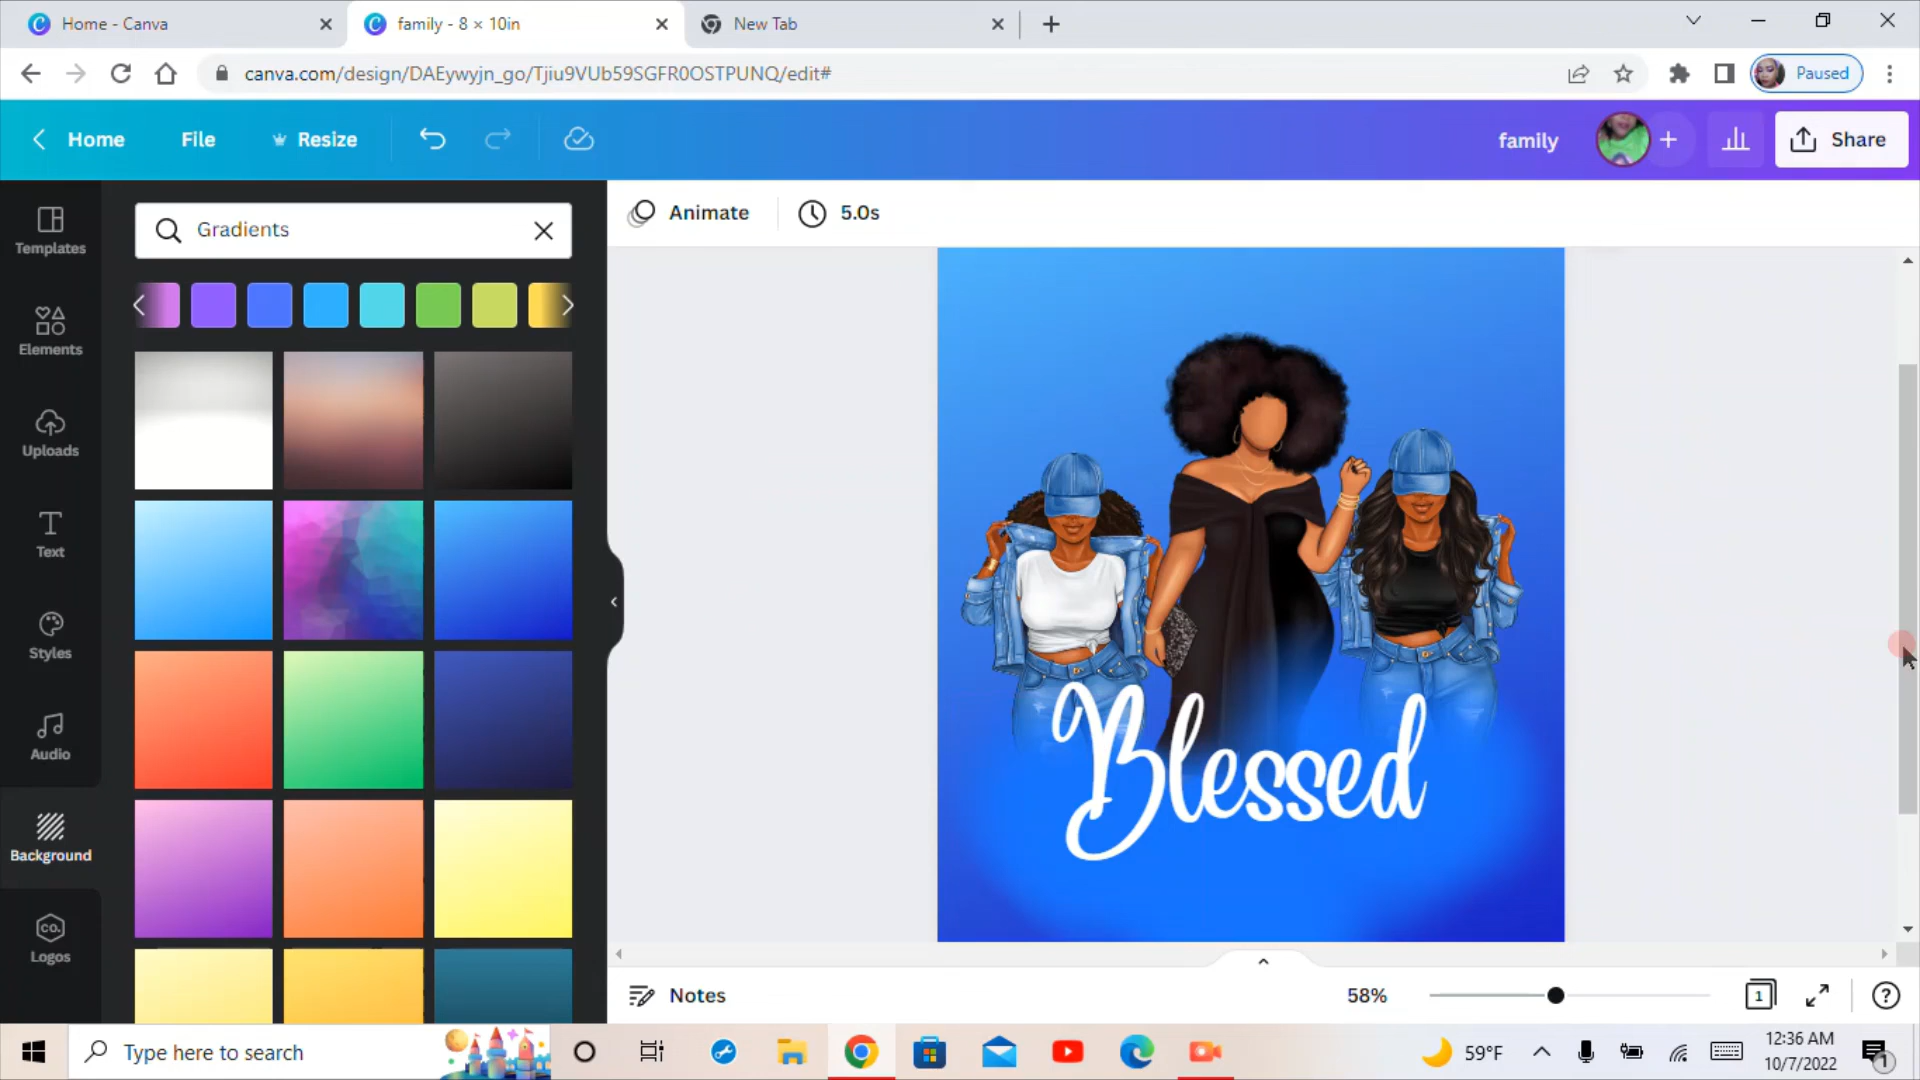 Home - Canva
family - 8 × 10in
New Tab
canva.com/design/DAEywyjn_go/Tjiu9VUb59SGFR0OSTPUNQ/edit#
Paused
Home
File
Resize
family
Share
Templates
Elements
Uploads
Text
Styles
Audio
Background
CO.
Logos
Gradients
Animate
5.0s
Blessed
Notes
58%
1
Type here to search
59°F
12:36 AM
10/7/2022
1